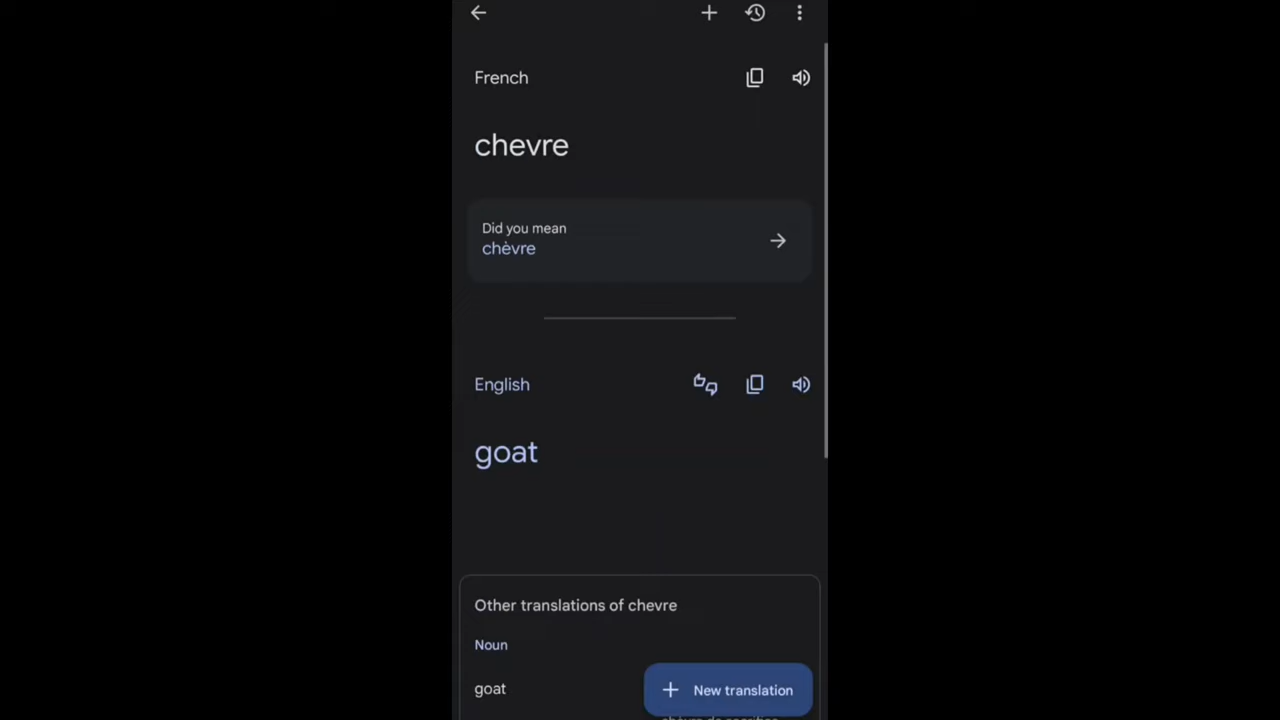 French
chevre
Did you mean
chèvre
English
goat
Other translations of chevre
Noun
goat
New translation